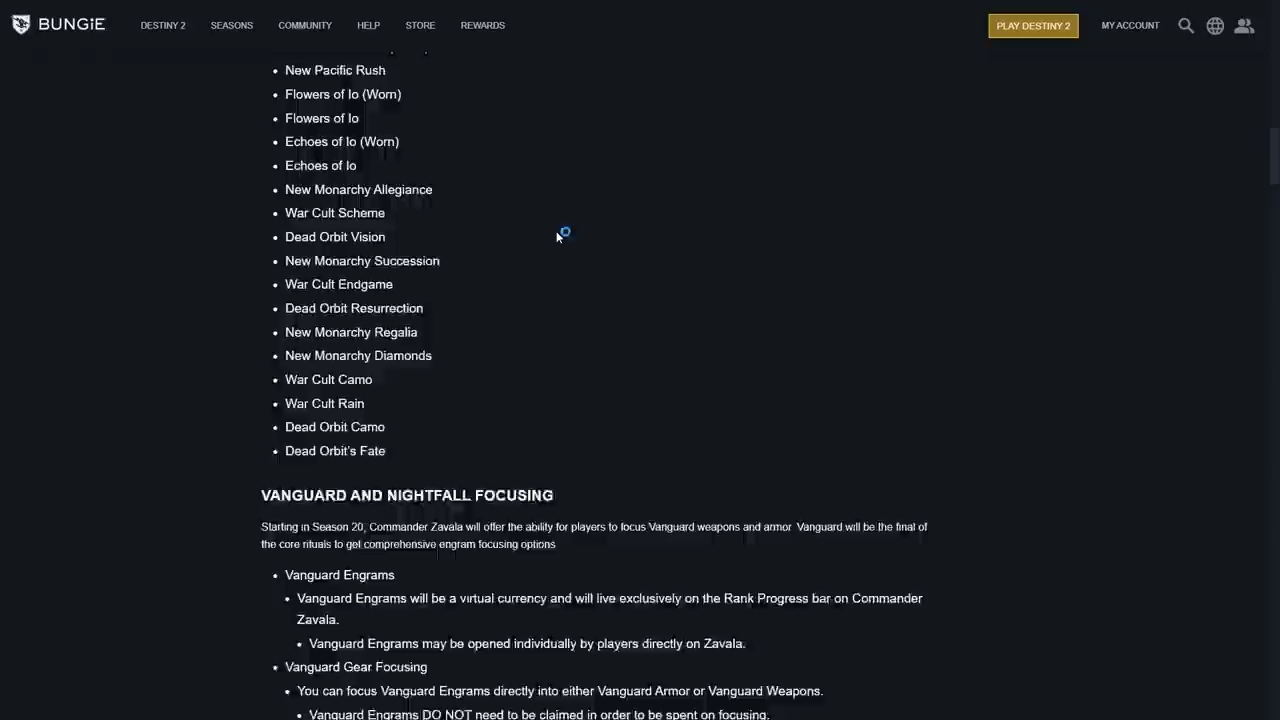 BUNGiE DESTINY 2 SEASONS COMMUNITY HELP STORE REWARDS PLAY DESTINY 2 MY ACCOUNT
• New Pacific Rush
• Flowers of Io (Worn)
• Flowers of Io
• Echoes of Io (Worn)
• Echoes of Io
• New Monarchy Allegiance
• War Cult Scheme
• Dead Orbit Vision
• New Monarchy Succession
• War Cult Endgame
• Dead Orbit Resurrection
• New Monarchy Regalia
• New Monarchy Diamonds
• War Cult Camo
• War Cult Rain
• Dead Orbit Camo
• Dead Orbit's Fate
VANGUARD AND NIGHTFALL FOCUSING
Starting in Season 20, Commander Zavala will offer the ability for players to focus Vanguard weapons and armor. Vanguard will be the final of
the core rituals to get comprehensive engram focusing options
• Vanguard Engrams
• Vanguard Engrams will be a virtual currency and will live exclusively on the Rank Progress bar on Commander
Zavala.
• Vanguard Engrams may be opened individually by players directly on Zavala.
• Vanguard Gear Focusing
• You can focus Vanguard Engrams directly into either Vanguard Armor or Vanguard Weapons.
• Vanguard Engrams DO NOT need to be claimed in order to be spent on focusing.